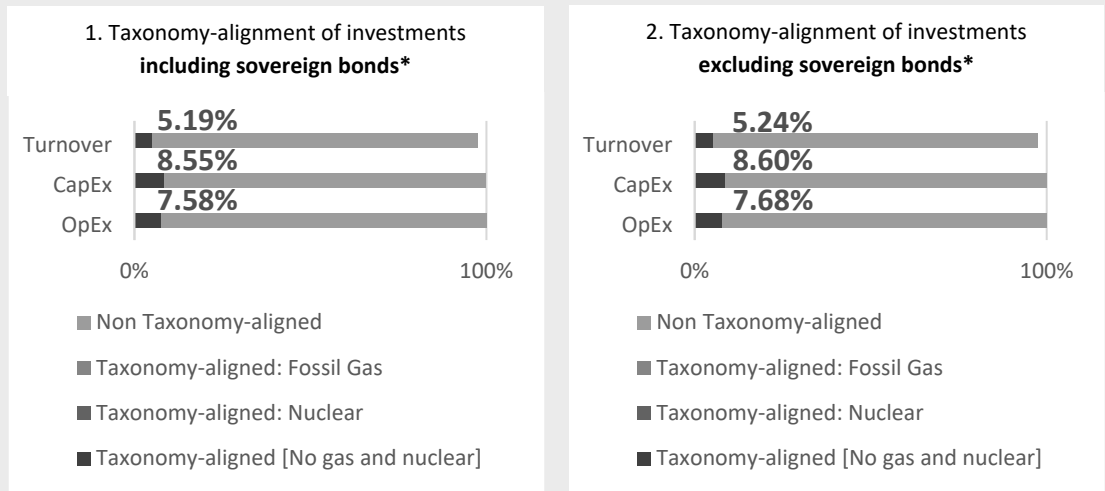 1. Taxonomy-alignment of investments
including sovereign bonds*
5.19%
Turnover
8.55%
CapEx
7.58%
OpEx
0%
100%
Non Taxonomy-aligned
Taxonomy-aligned: Fossil Gas
Taxonomy-aligned: Nuclear
Taxonomy-aligned [No gas and nuclear]
2. Taxonomy-alignment of investments
excluding sovereign bonds*
5.24%
Turnover
8.60%
CapEx
7.68%
OpEx
0%
100%
Non Taxonomy-aligned
Taxonomy-aligned: Fossil Gas
Taxonomy-aligned: Nuclear
Taxonomy-aligned [No gas and nuclear]